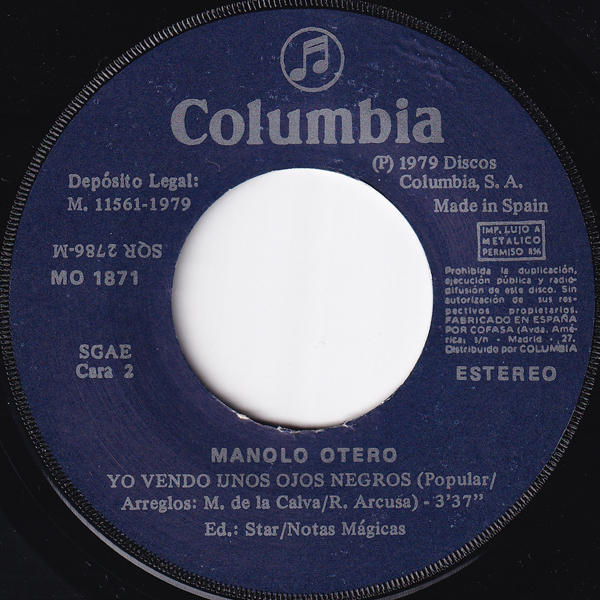 Columbia
(P) 1979 Discos
Columbia, S. A.
Made in Spain
Depósito Legal:
M. 11561-1979
SQR 2786-M
MO 1871
SGAE
Cara 2
IMP. LUJO A
METALICO
PERMISO 896
Prohibida la duplicación,
ejecución pública y radio-
difusión de este disco. Sin
autorización de sus res-
pectivos propietarios.
FABRICADO EN ESPAÑA
POR COFASA (Avda. Amé-
rica, s/n - Madrid - 27.
Distribuido por COLUMBIA
ESTEREO
MANOLO OTERO
YO VENDO UNOS OJOS NEGROS (Popular/
Arreglos: M. de la Calva/R. Arcusa) - 3'37"
Ed.: Star/Notas Mágicas